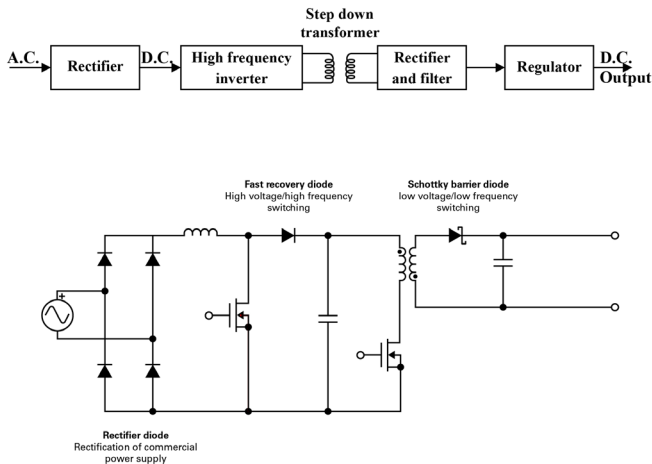 Step down
transformer
A.C.
Rectifier
D.C.
High frequency
inverter
Rectifier
and filter
Regulator
D.C.
Output
Fast recovery diode
High voltage/high frequency
switching
Schottky barrier diode
low voltage/low frequency
switching
+
Rectifier diode
Rectification of commercial
power supply